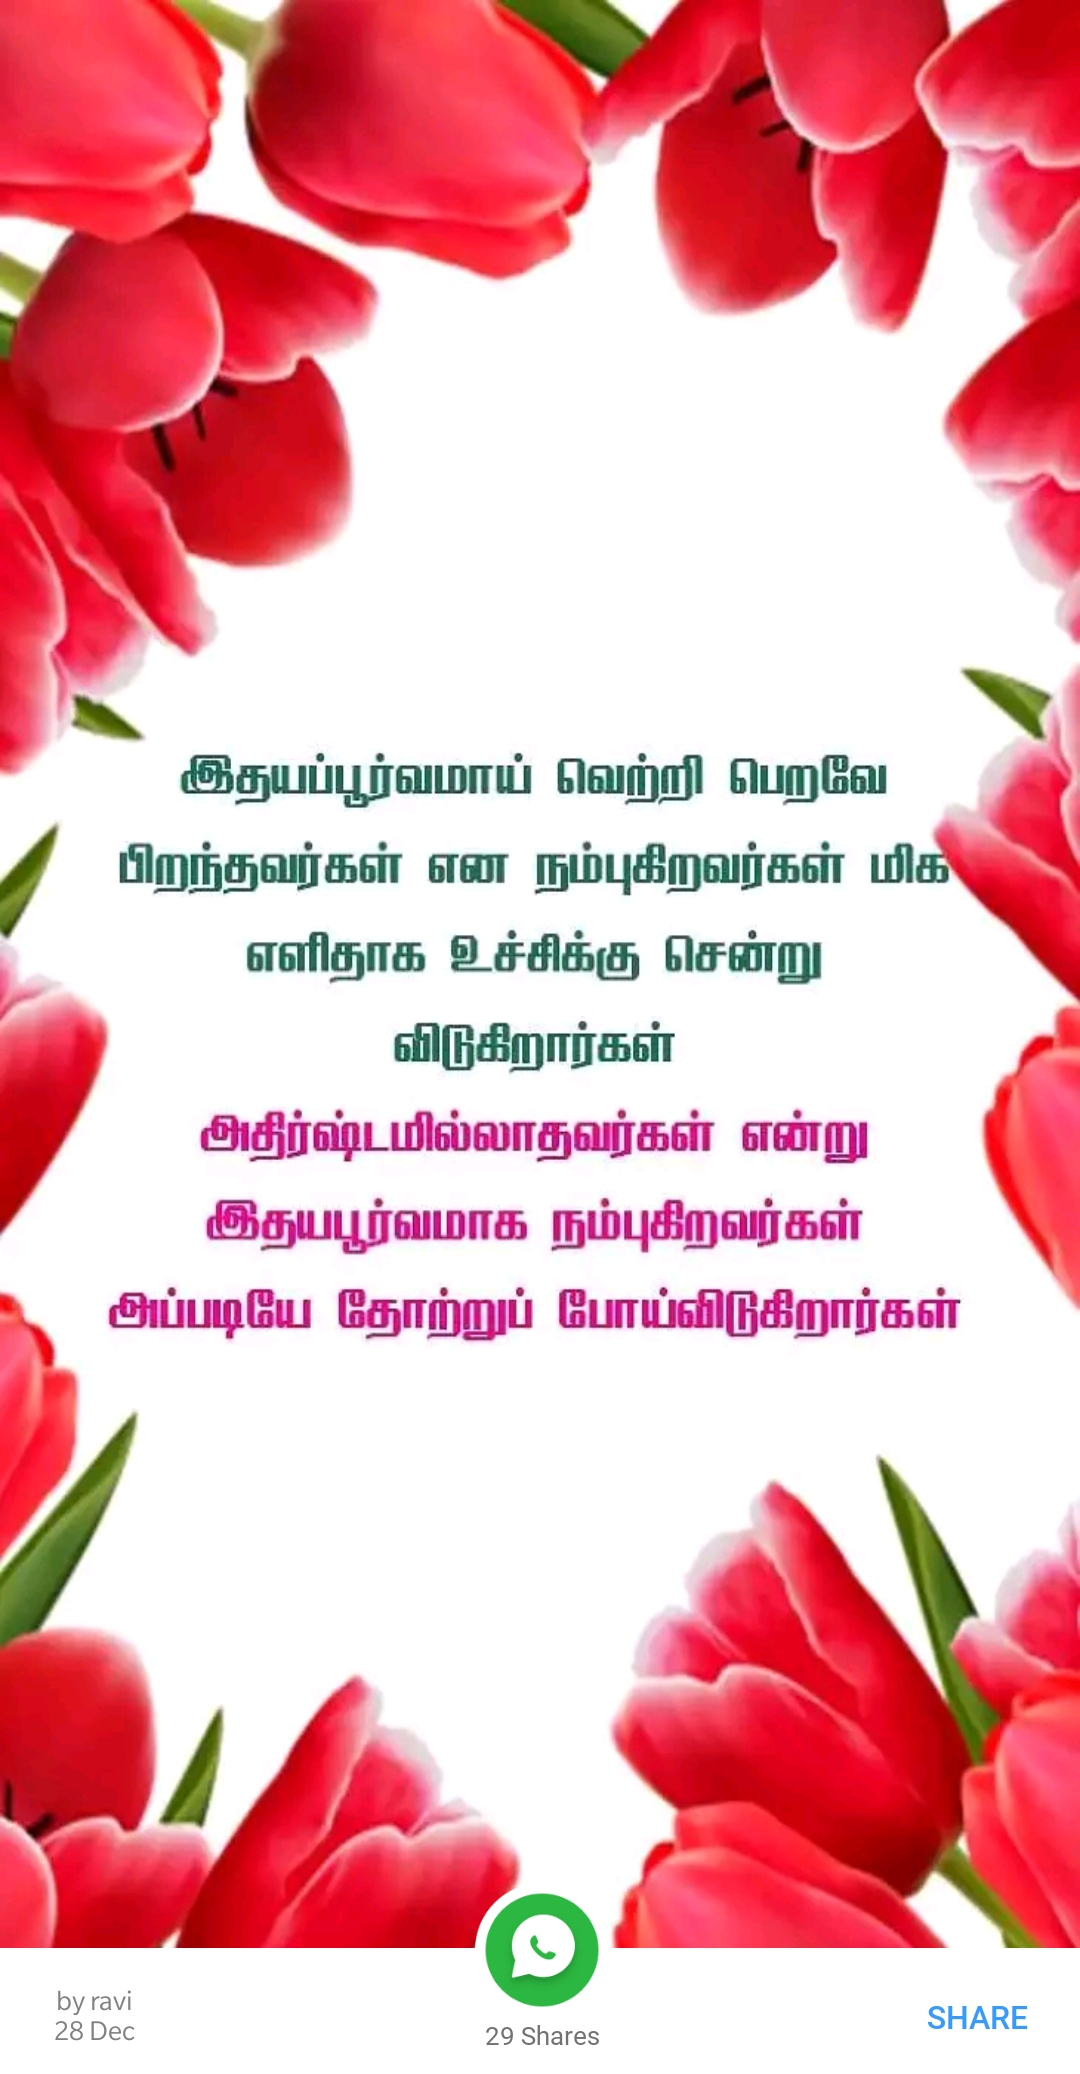 இதயப்பூர்வமாய் வெற்றி பெறவே
பிறந்தவர்கள் என நம்புகிறவர்கள் மிக
எளிதாக உச்சிக்கு சென்று
விடுகிறார்கள்
அதிர்ஷ்டமில்லாதவர்கள் என்று
இதயபூர்வமாக நம்புகிறவர்கள்
அப்படியே தோற்றுப் போய்விடுகிறார்கள்
by ravi
28 Dec
29 Shares
SHARE